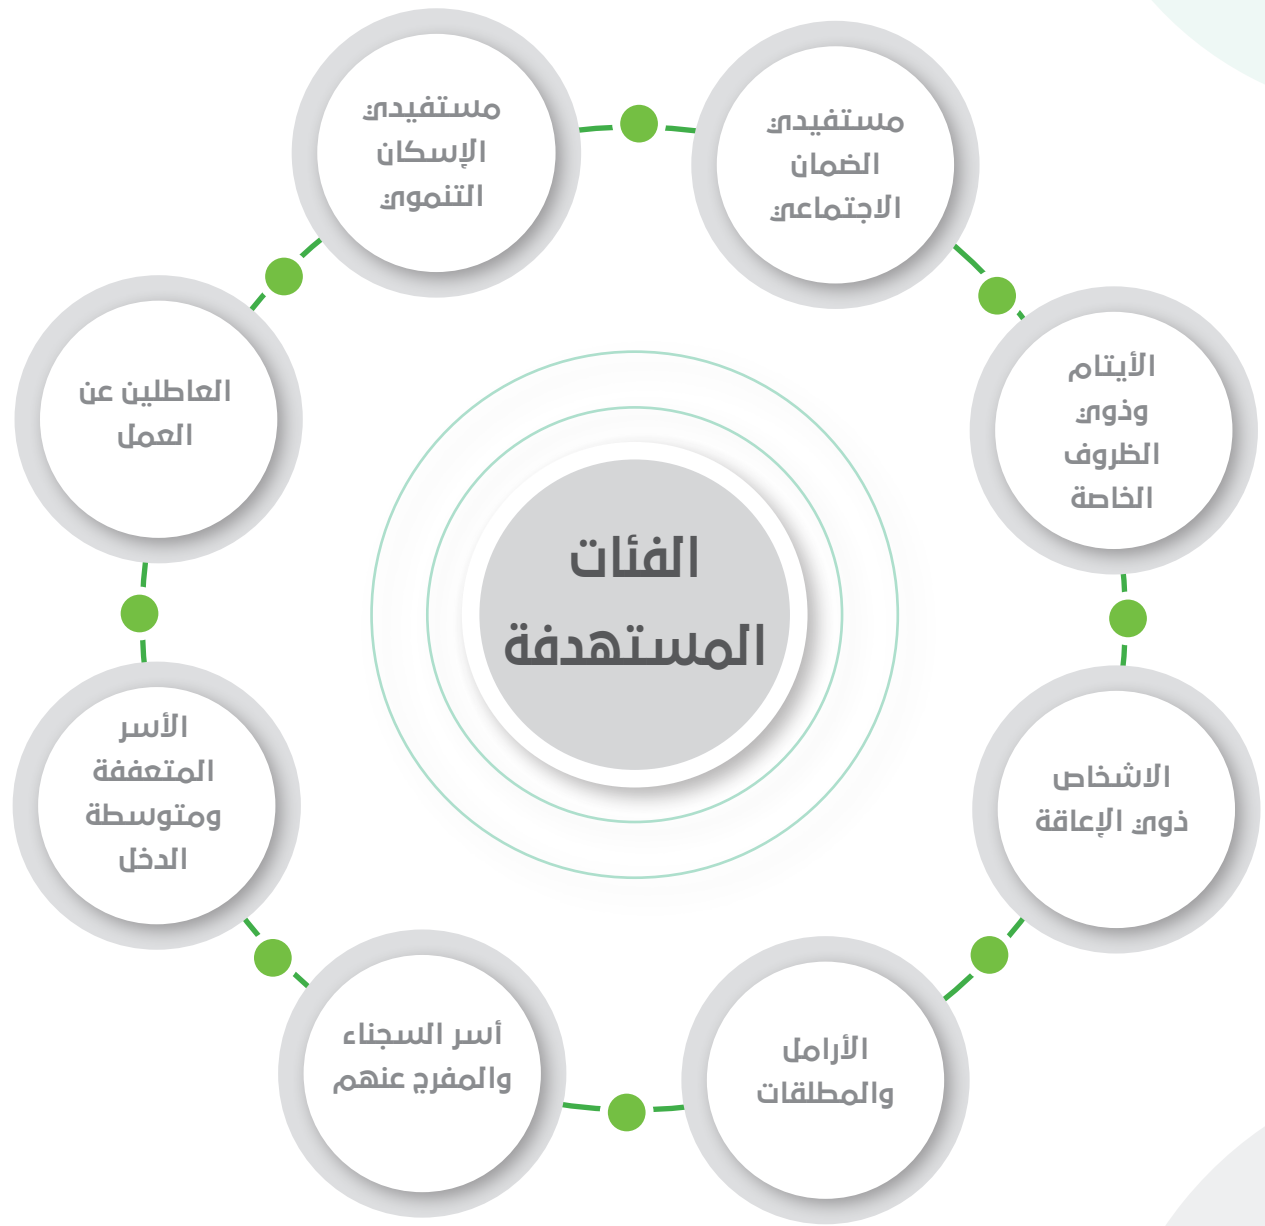 مستفيدي
الضمان
الاجتماعي
مستفيدي
الإسكان
التنموي
الأيتام
وذوي
الظروف
الخاصة
العاطلين عن
العمل
الفئات
المستهدفة
الاشخاص
ذوي الإعاقة
الأسر
المتعففة
ومتوسطة
الدخل
الأرامل
والمطلقات
أسر السجناء
والمفرج عنهم